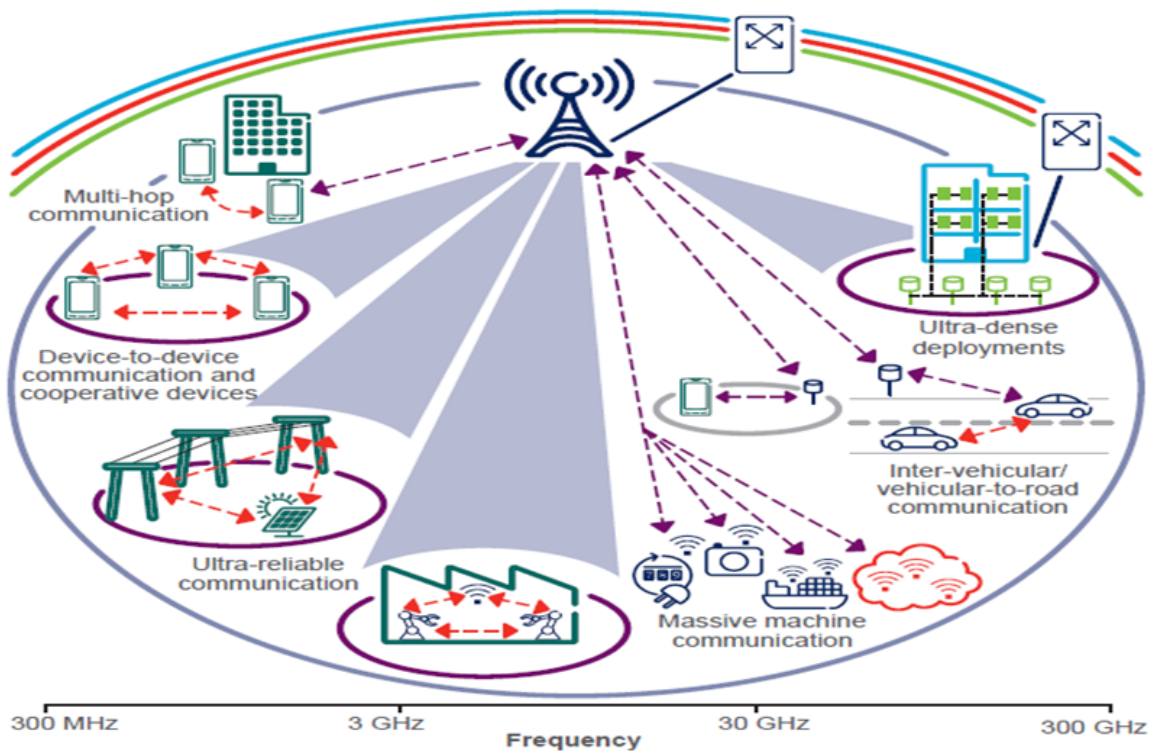 Multi-hop
communication
Device-to-device
communication and
cooperative devices
Ultra-dense
deployments
Inter-vehicular/
vehicular-to-road
communication
Ultra-reliable
communication
Massive machine
communication
300 MHz
3 GHz
30 GHz
300 GHz
Frequency